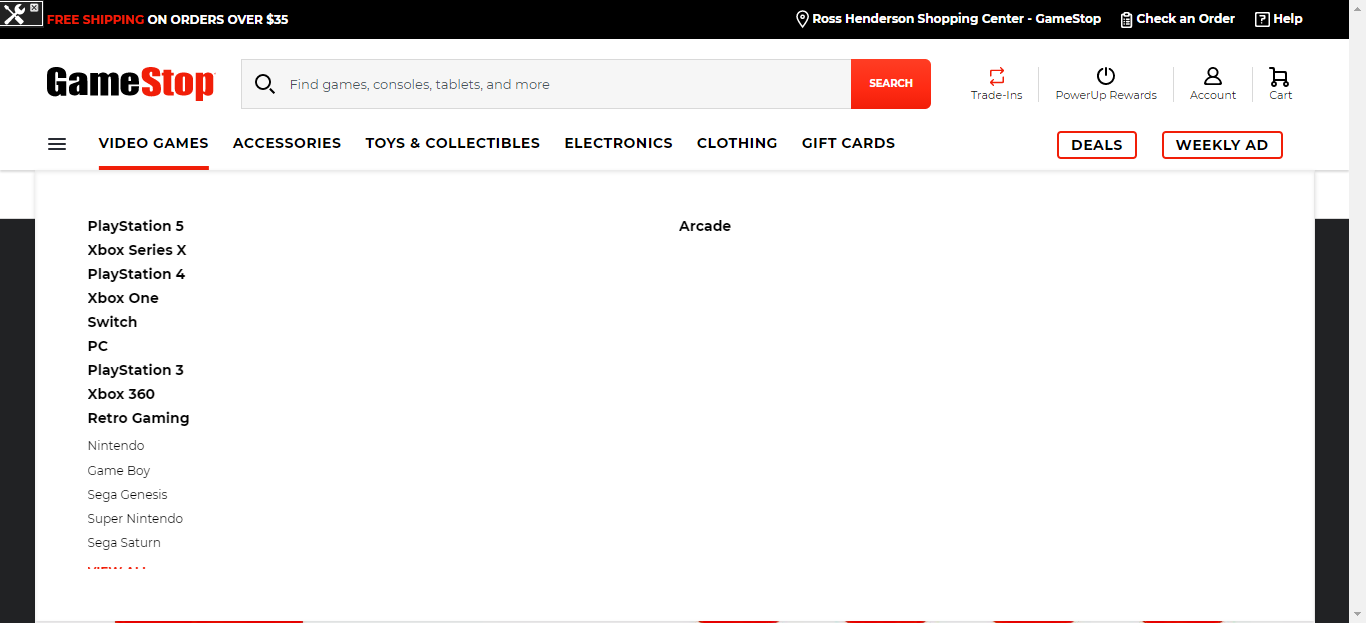 FREE SHIPPING ON ORDERS OVER $35
Ross Henderson Shopping Center - GameStop
Check an Order
Help
GameStop
Find games, consoles, tablets, and more
SEARCH
Trade-Ins
PowerUp Rewards
Account
Cart
VIDEO GAMES
ACCESSORIES
TOYS & COLLECTIBLES
ELECTRONICS
CLOTHING
GIFT CARDS
DEALS
WEEKLY AD
PlayStation 5
Xbox Series X
PlayStation 4
Xbox One
Switch
PC
PlayStation 3
Xbox 360
Retro Gaming
Nintendo
Game Boy
Sega Genesis
Super Nintendo
Sega Saturn
VIEW ALL
Arcade